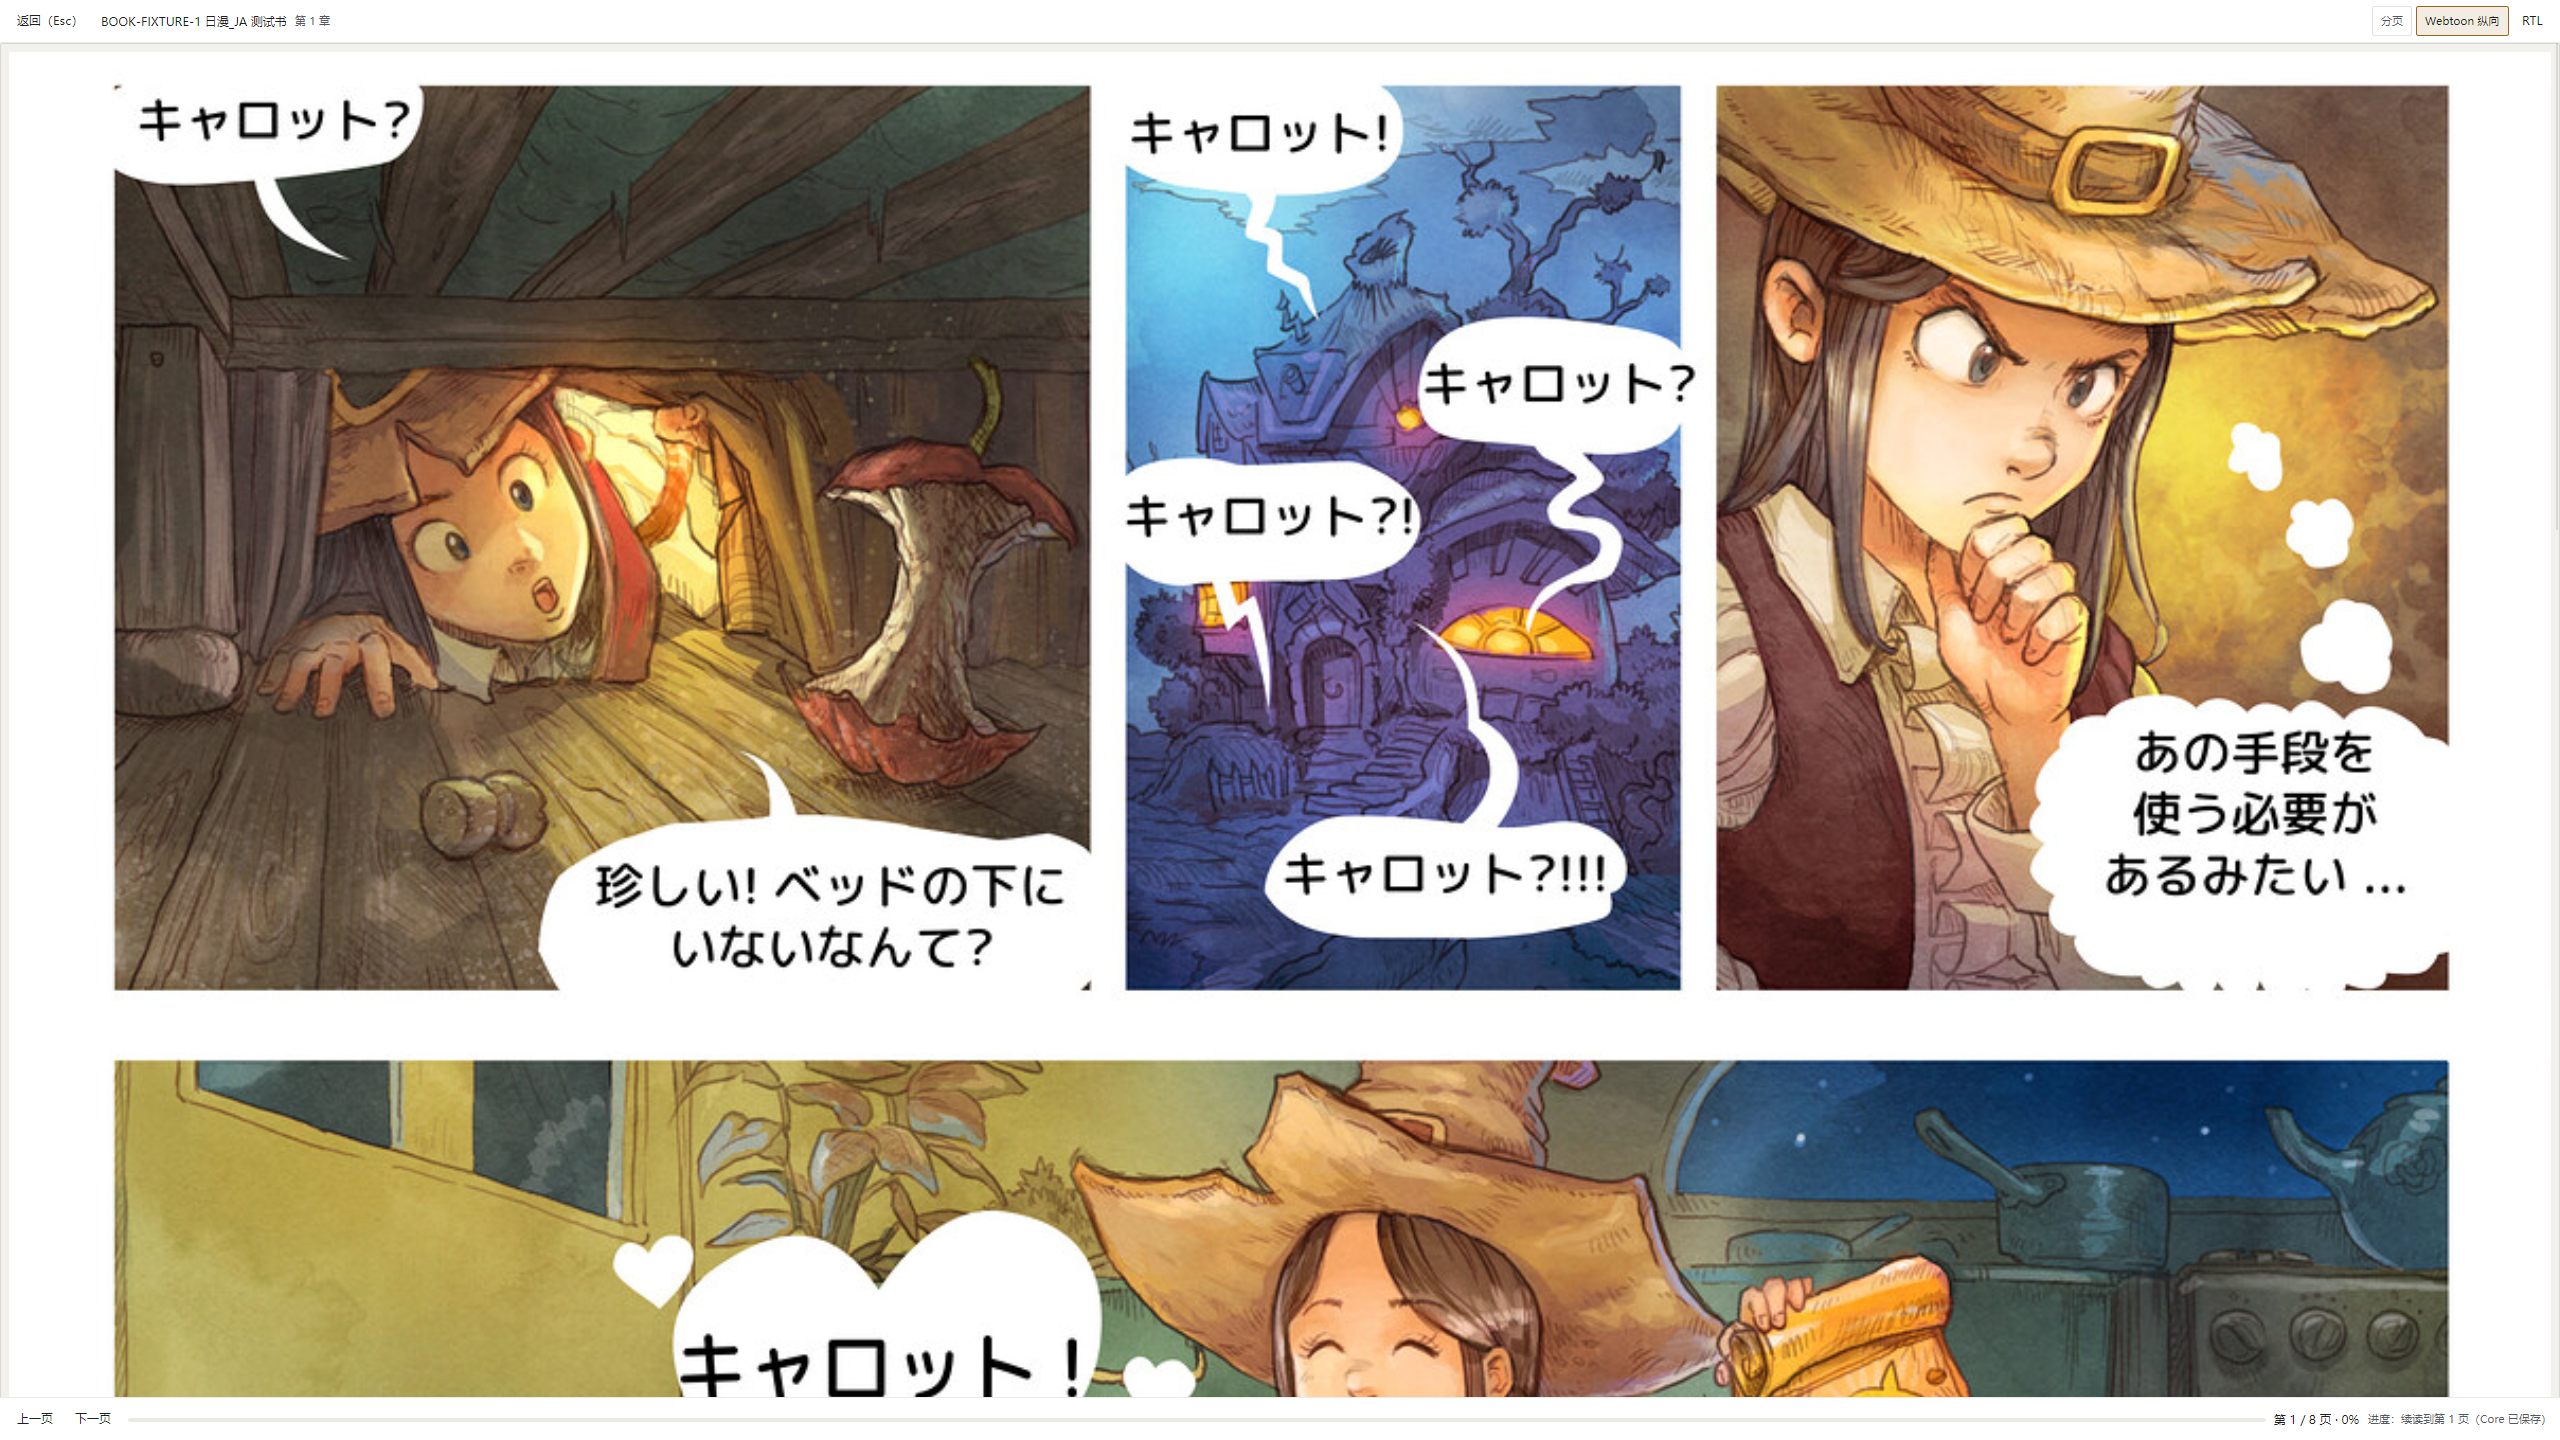 返回（Esc）
BOOK-FIXTURE-1 日漫_JA 测试书
第 1 章
分页
Webtoon 纵向
RTL
キャロット?
珍しい! ベッドの下に
いないなんて?
キャロット!
キャロット?
キャロット?!
キャロット?!!!
あの手段を
使う必要が
あるみたい ...
キャロット !
上一页
下一页
第 1 / 8 页 · 0%
进度：续读到第 1 页（Core 已保存）